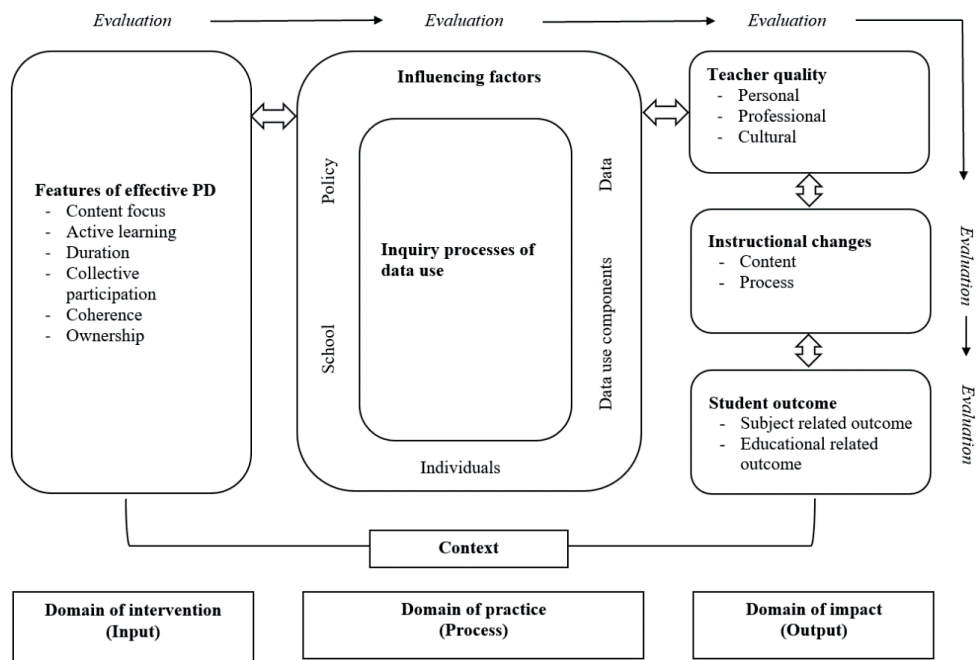 Evaluation
Evaluation
Evaluation
Features of effective PD
- Content focus
- Active learning
- Duration
- Collective
participation
- Coherence
- Ownership
Influencing factors
Policy
School
Inquiry processes of
data use
Data
Data use components
Individuals
Teacher quality
- Personal
- Professional
- Cultural
Instructional changes
- Content
- Process
Student outcome
- Subject related outcome
- Educational related
outcome
Evaluation
Evaluation
Context
Domain of intervention
(Input)
Domain of practice
(Process)
Domain of impact
(Output)